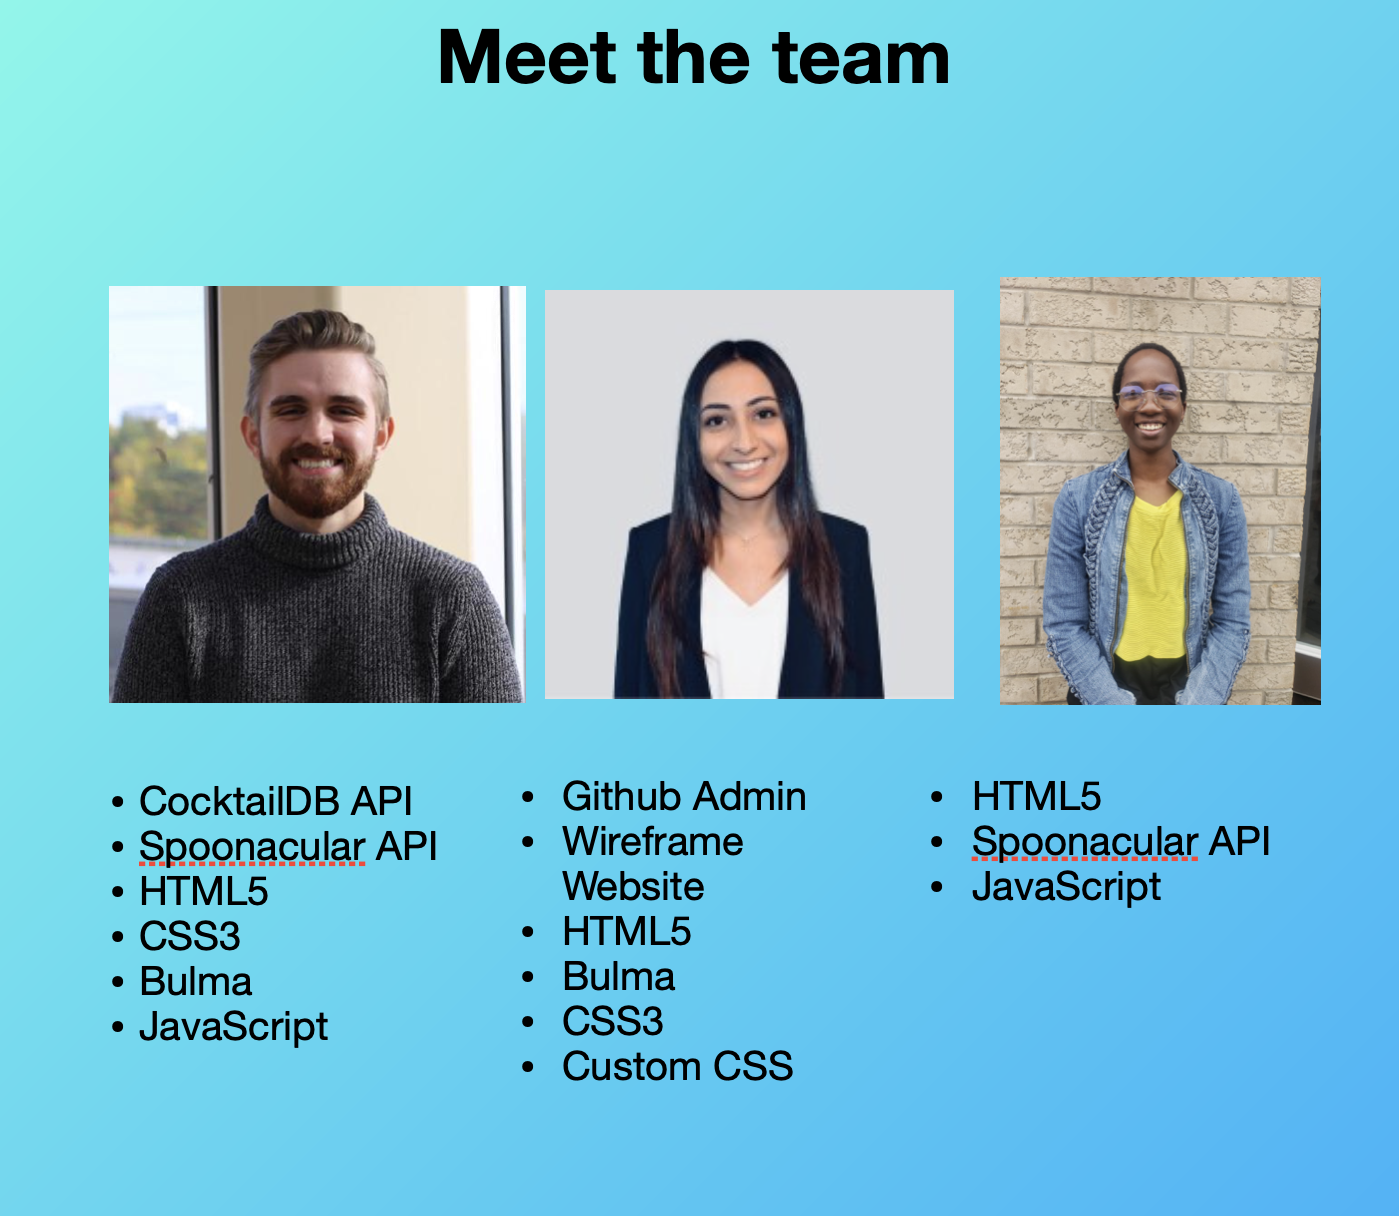 Meet the team
• CocktailDB API
• Spoonacular API
• HTML5
• CSS3
• Bulma
• JavaScript
• Github Admin
• Wireframe
Website
• HTML5
• Bulma
• CSS3
• Custom CSS
• HTML5
• Spoonacular API
• JavaScript